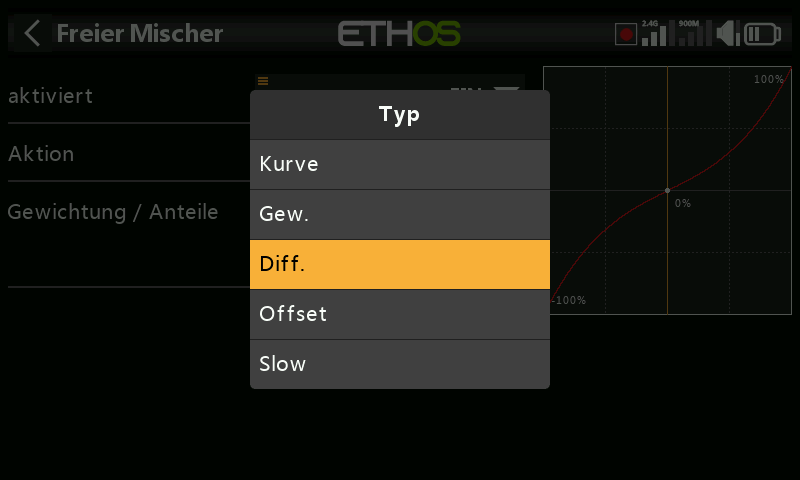 Freier Mischer
ETHOS
2.4G
900M
aktiviert
Aktion
Gewichtung / Anteile
Typ
Kurve
Gew.
Diff.
Offset
Slow
100%
0%
-100%